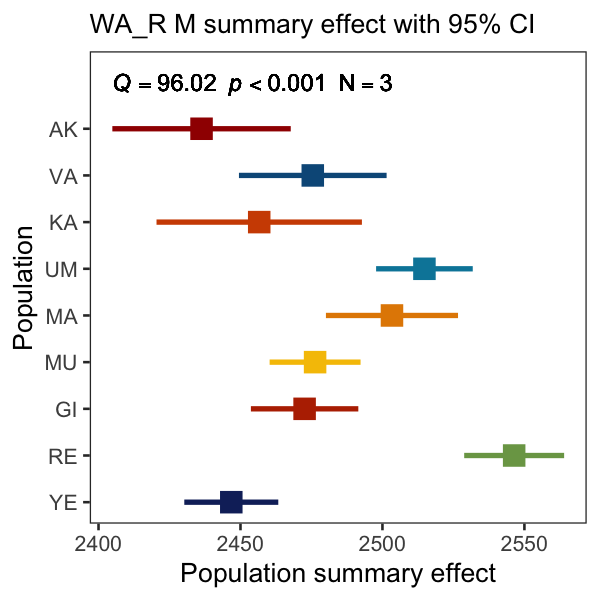 WA_R M summary effect with 95% CI
Q = 96.02 p < 0.001 N = 3
AK
VA
KA
UM
MA
MU
GI
RE
YE
Population
2400 2450 2500 2550
Population summary effect